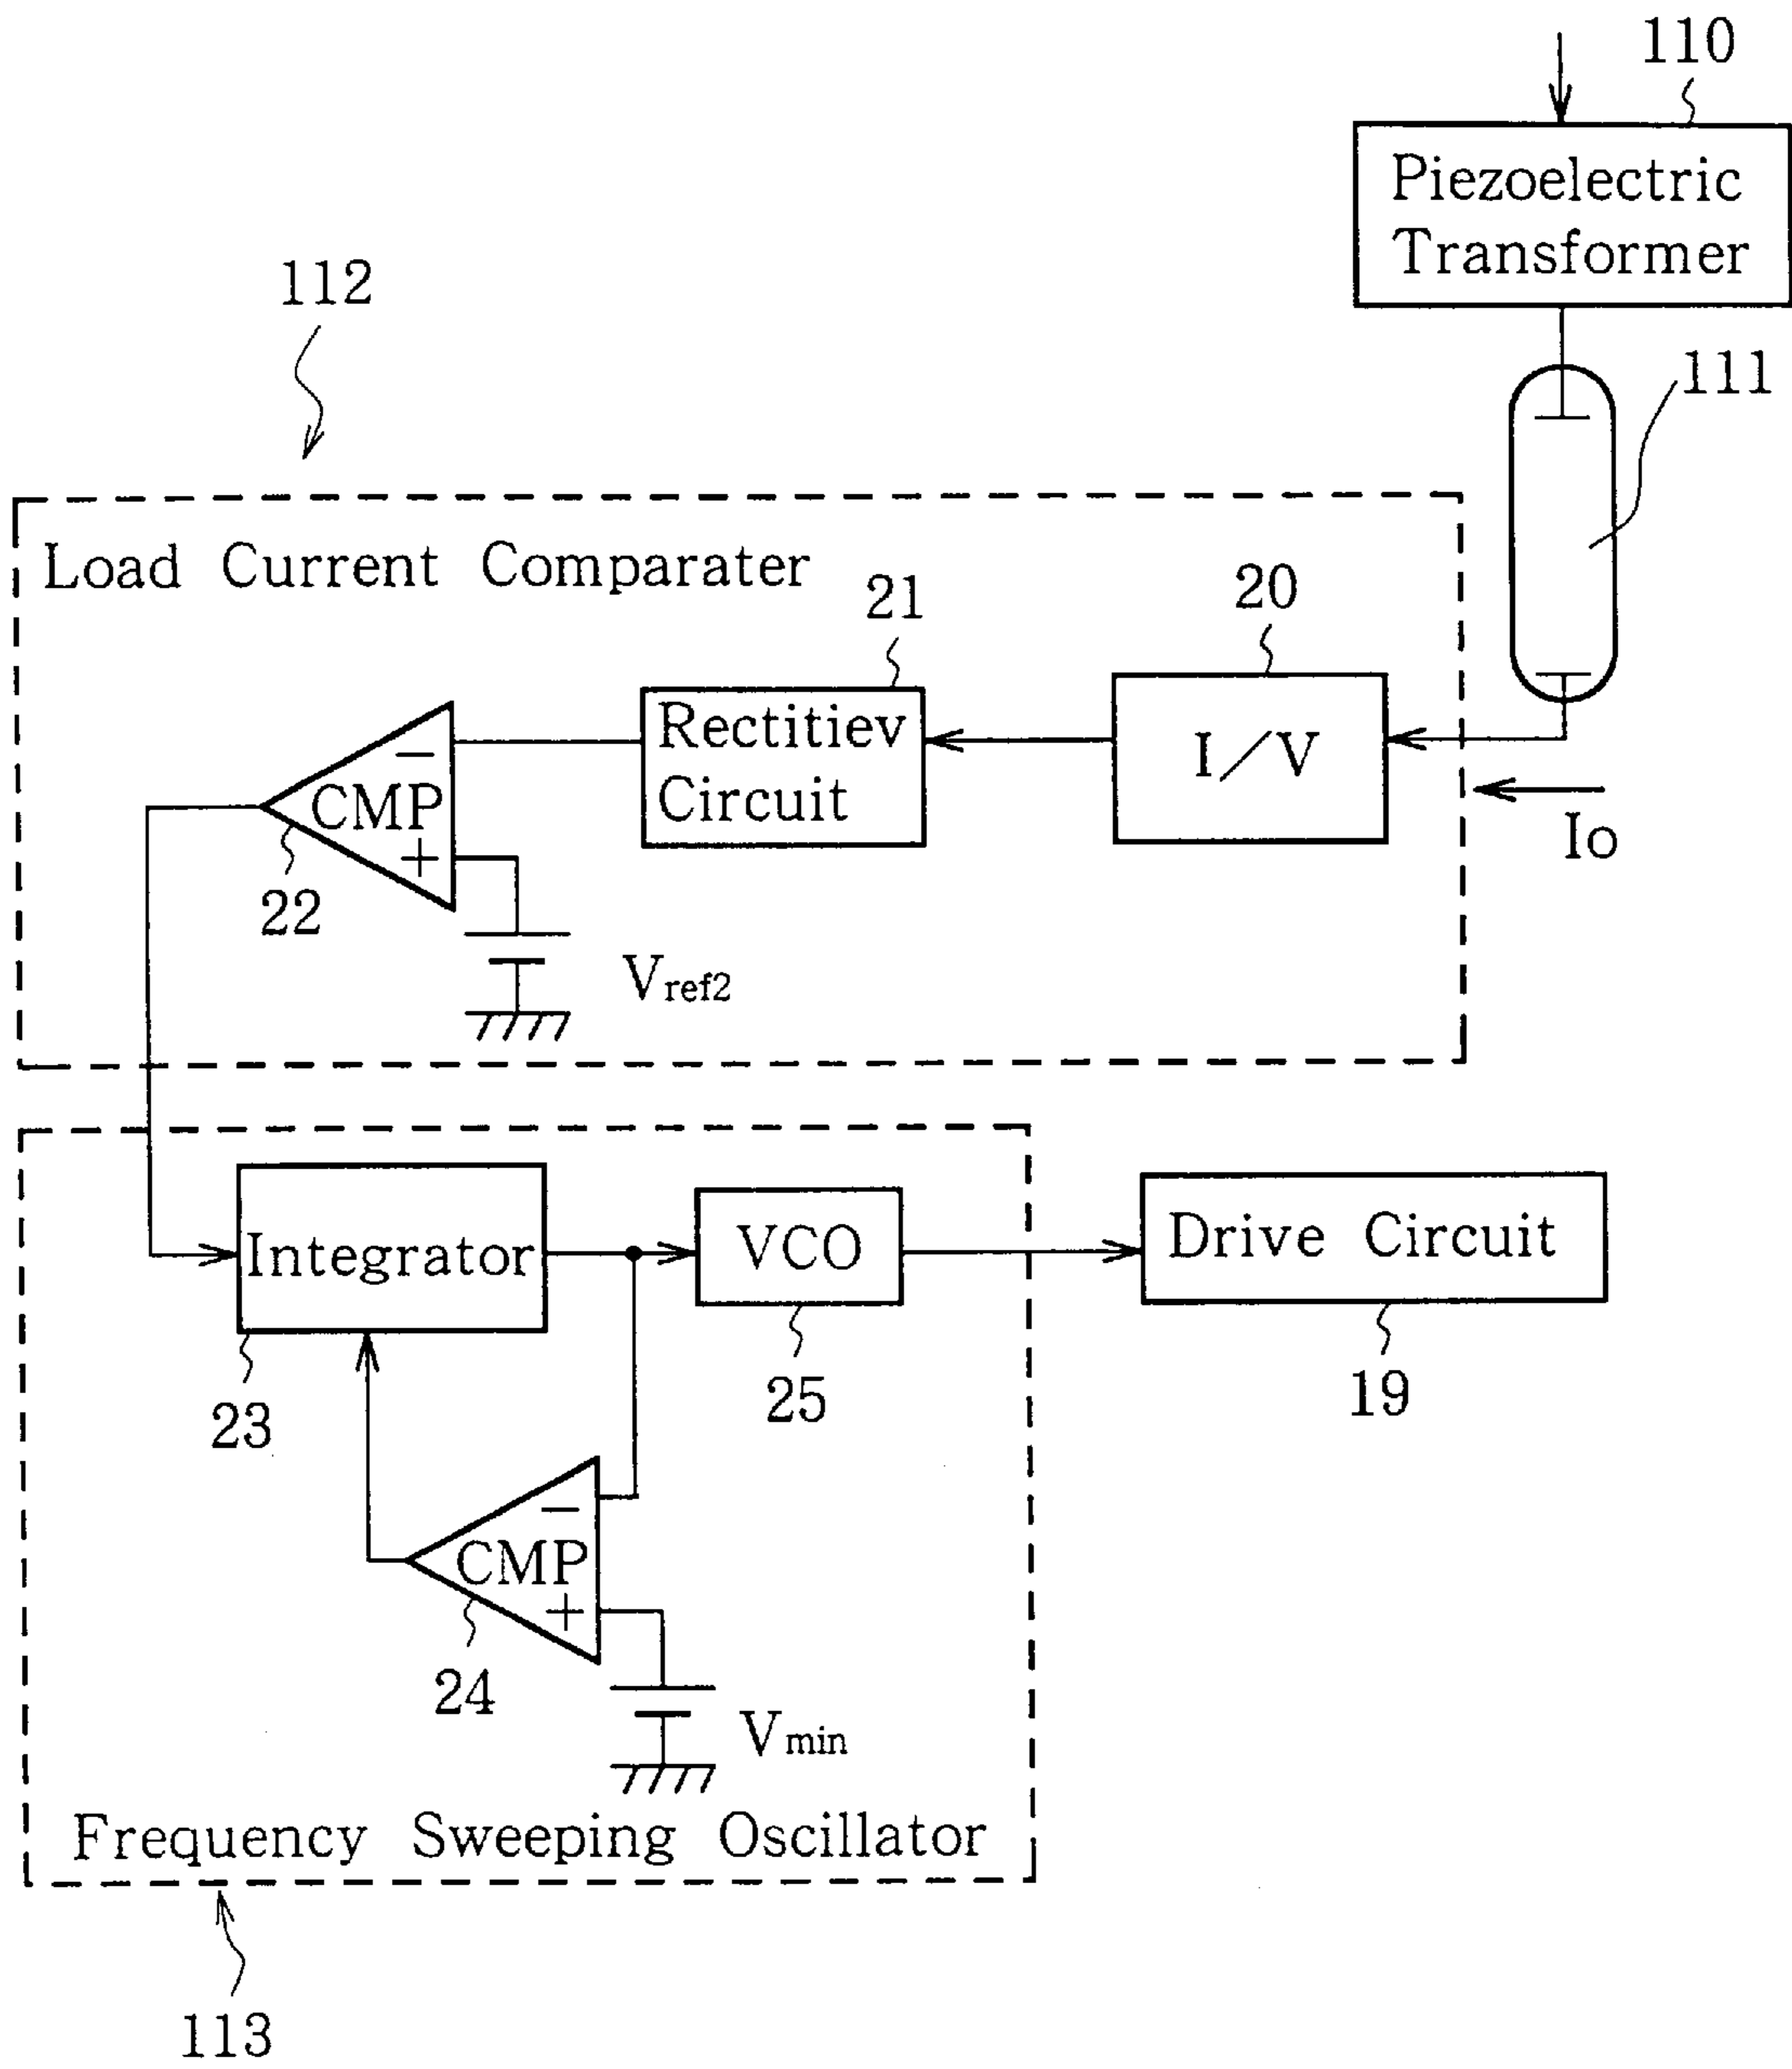 110
Piezoelectric
Transformer
112
111
Load Current Comparater
21
20
Rectitiev
Circuit
I/V
−
CMP
+
22
Io
Vref2
Integrator
VCO
Drive Circuit
23
25
19
−
CMP
+
24
Vmin
Frequency Sweeping Oscillator
113